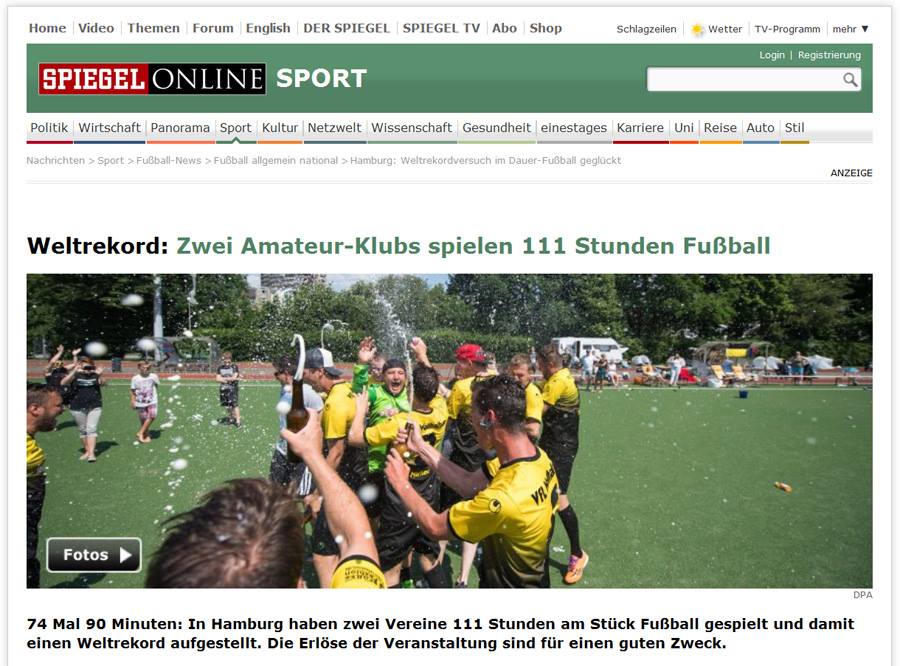 Home Video Themen Forum English DER SPIEGEL SPIEGEL TV Abo Shop Schlagzeilen Wetter TV-Programm mehr ▼
Login | Registrierung
SPIEGEL ONLINE SPORT
Politik Wirtschaft Panorama Sport Kultur Netzwelt Wissenschaft Gesundheit einestages Karriere Uni Reise Auto Stil
Nachrichten > Sport > Fußball-News > Fußball allgemein national > Hamburg: Weltrekordversuch im Dauer-Fußball geglückt
ANZEIGE
Weltrekord: Zwei Amateur-Klubs spielen 111 Stunden Fußball
Fotos
DPA
74 Mal 90 Minuten: In Hamburg haben zwei Vereine 111 Stunden am Stück Fußball gespielt und damit
einen Weltrekord aufgestellt. Die Erlöse der Veranstaltung sind für einen guten Zweck.